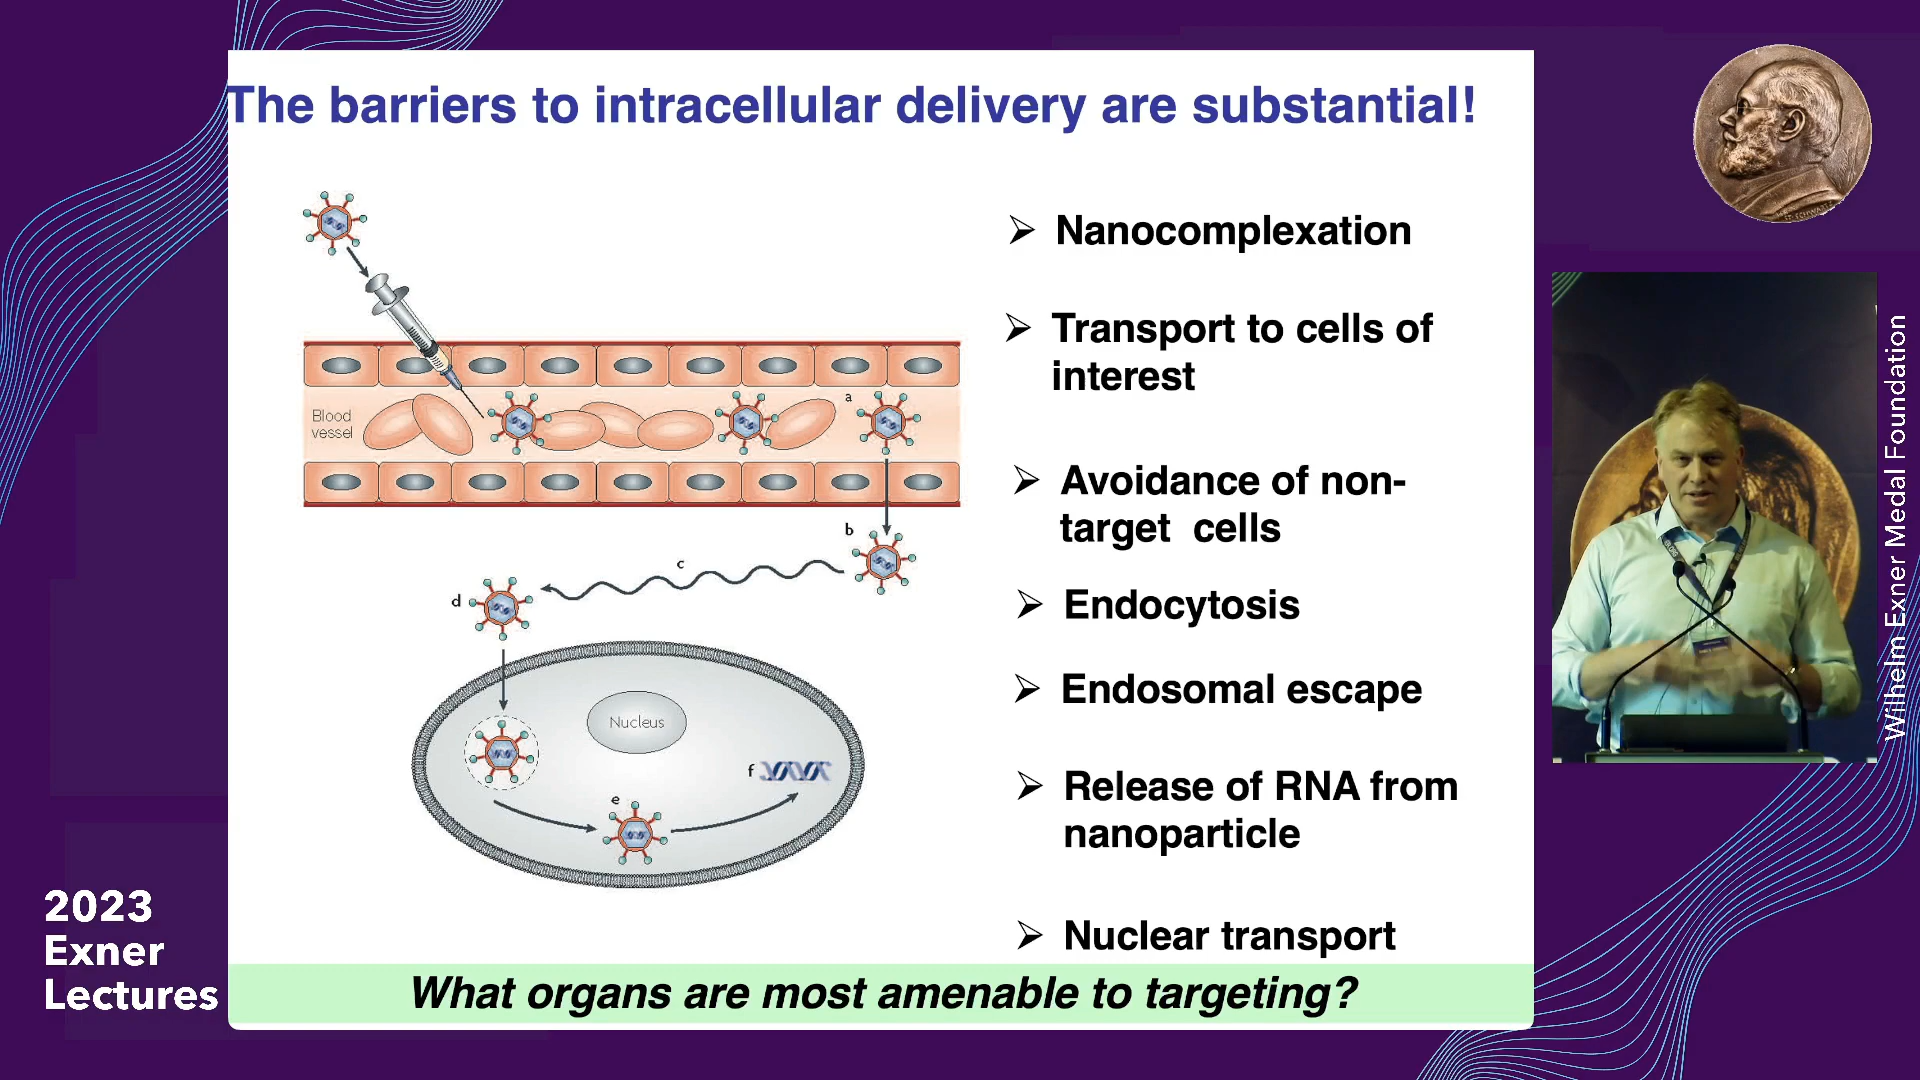 The barriers to intracellular delivery are substantial!
Blood
vessel
a
b
c
d
Nucleus
e
f
➢ Nanocomplexation
➢ Transport to cells of
interest
➢ Avoidance of non-
target cells
➢ Endocytosis
➢ Endosomal escape
➢ Release of RNA from
nanoparticle
➢ Nuclear transport
What organs are most amenable to targeting?
2023
Exner
Lectures
Wilhelm Exner Medal Foundation